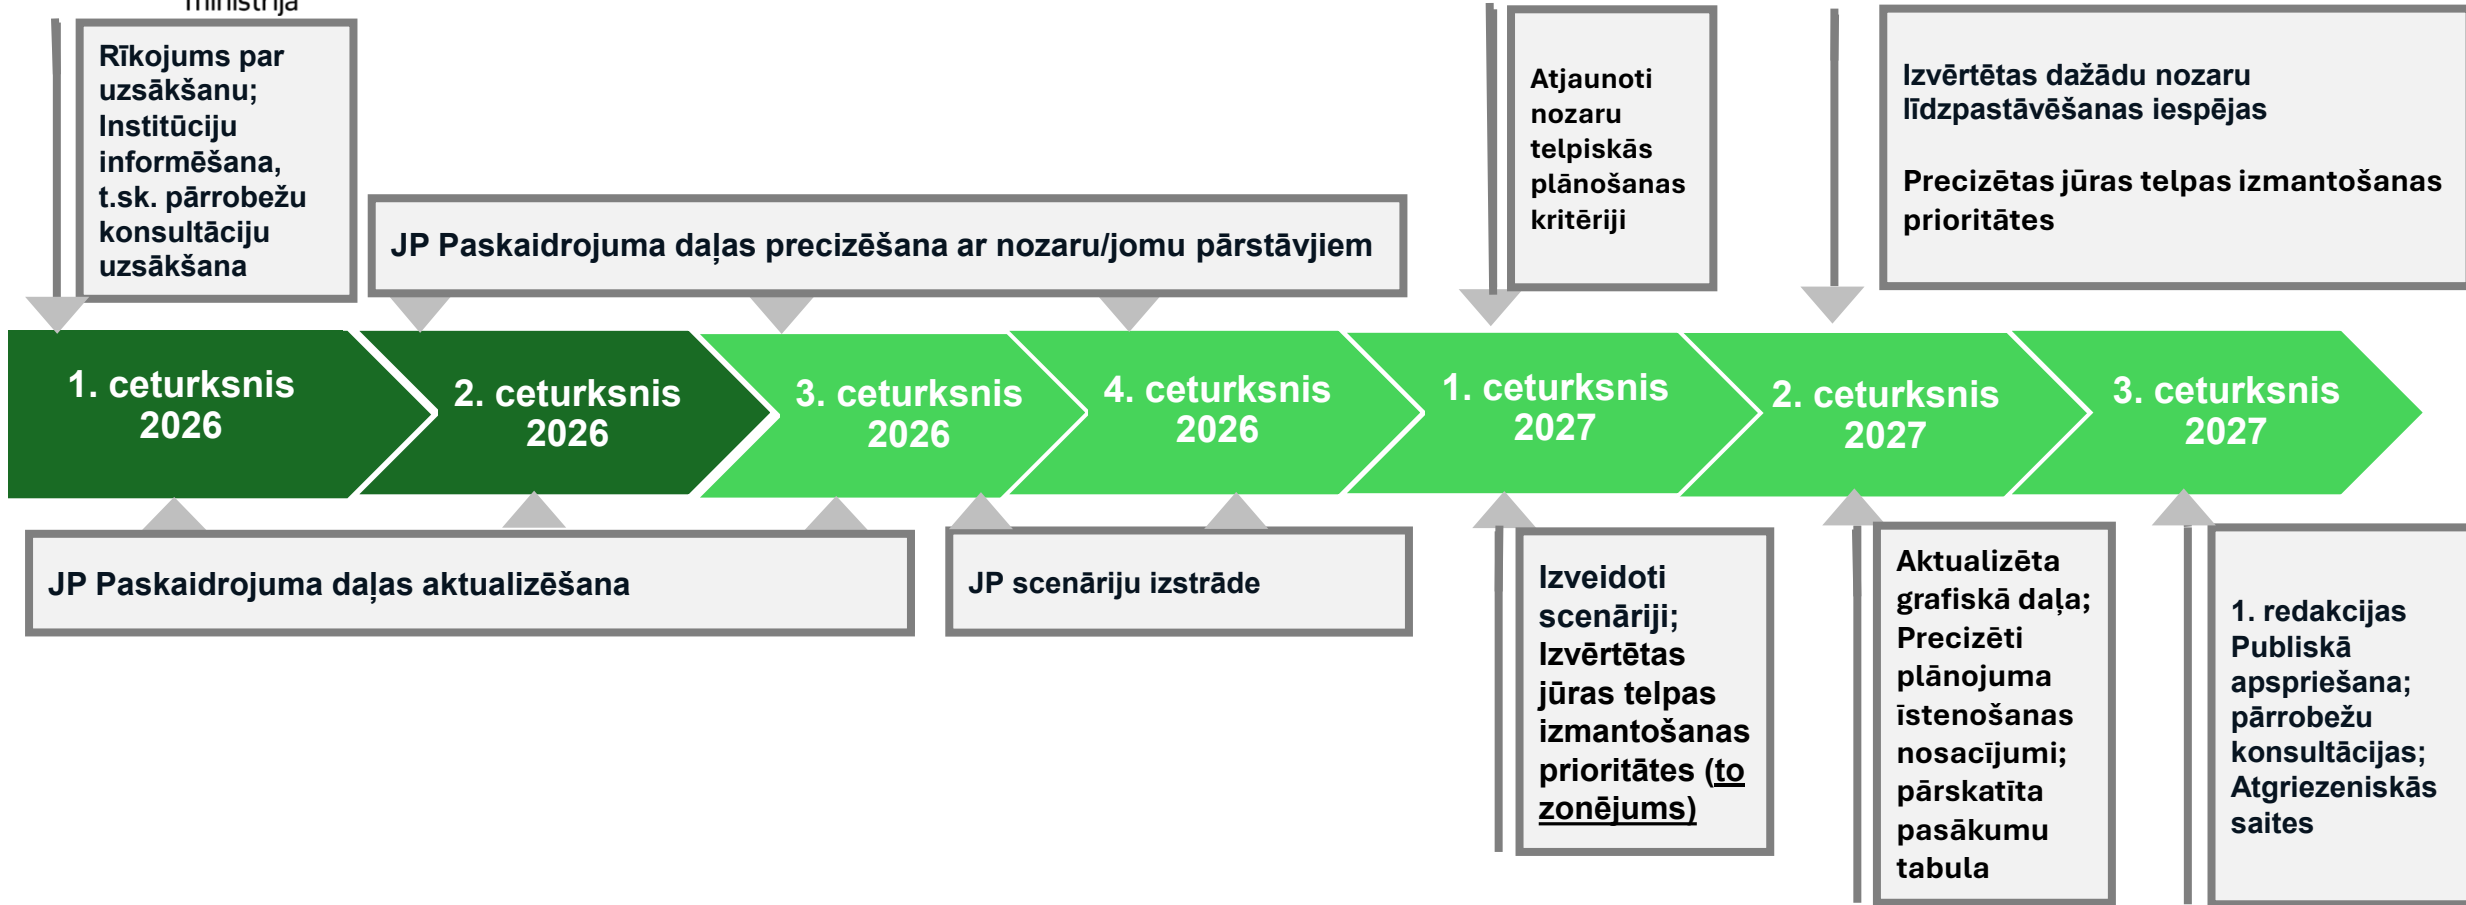 ministrija
Rīkojums par
uzsākšanu;
Institūciju
informēšana,
t.sk. pārrobežu
konsultāciju
uzsākšana
JP Paskaidrojuma daļas precizēšana ar nozaru/jomu pārstāvjiem
Atjaunoti
nozaru
telpiskās
plānošanas
kritēriji
Izvērtētas dažādu nozaru
līdzpastāvēšanas iespējas
Precizētas jūras telpas izmantošanas
prioritātes
1. ceturksnis
2026
2. ceturksnis
2026
3. ceturksnis
2026
4. ceturksnis
2026
1. ceturksnis
2027
2. ceturksnis
2027
3. ceturksnis
2027
JP Paskaidrojuma daļas aktualizēšana
JP scenāriju izstrāde
Izveidoti
scenāriji;
Izvērtētas
jūras telpas
izmantošanas
prioritātes (to
zonējums)
Aktualizēta
grafiskā daļa;
Precizēti
plānojuma
īstenošanas
nosacījumi;
pārskatīta
pasākumu
tabula
1. redakcijas
Publiskā
apspriešana;
pārrobežu
konsultācijas;
Atgriezeniskās
saites